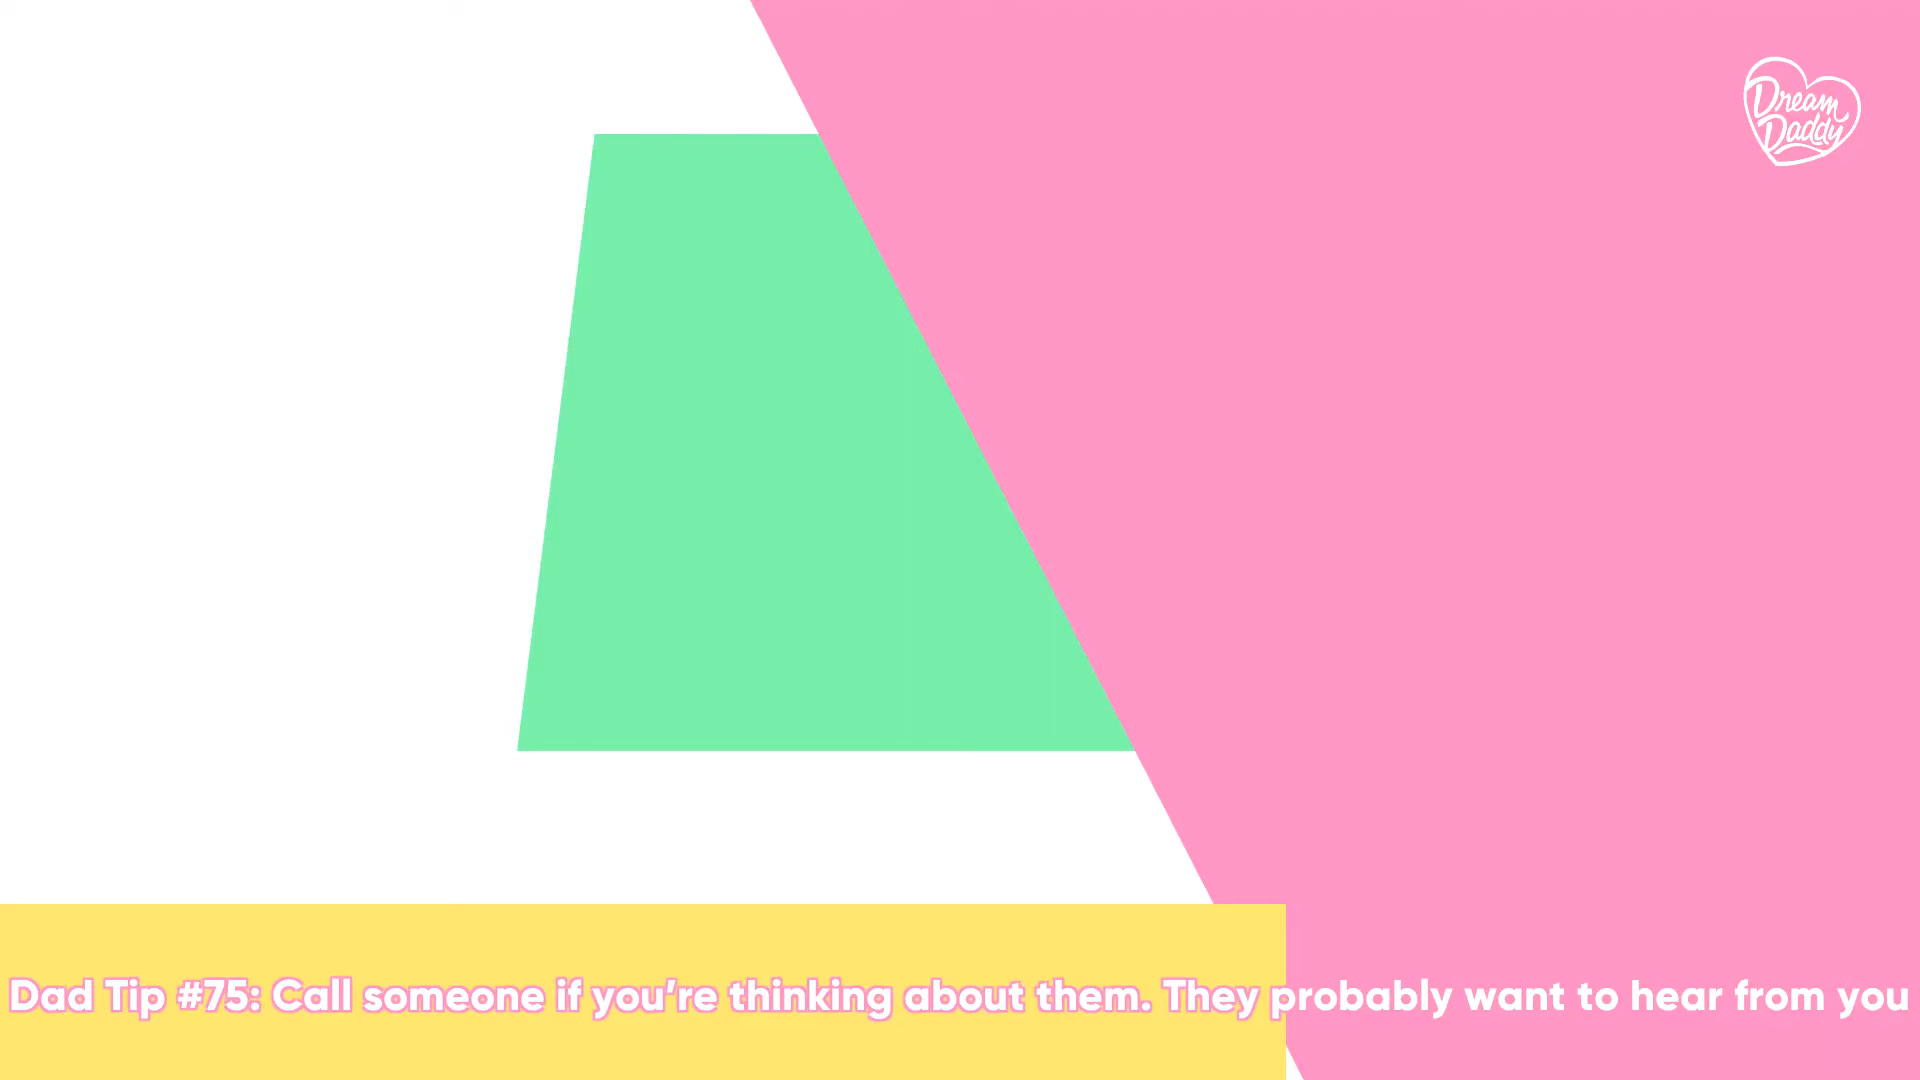 Dream
Daddy
Dad Tip #75: Call someone if you’re thinking about them. They probably want to hear from you